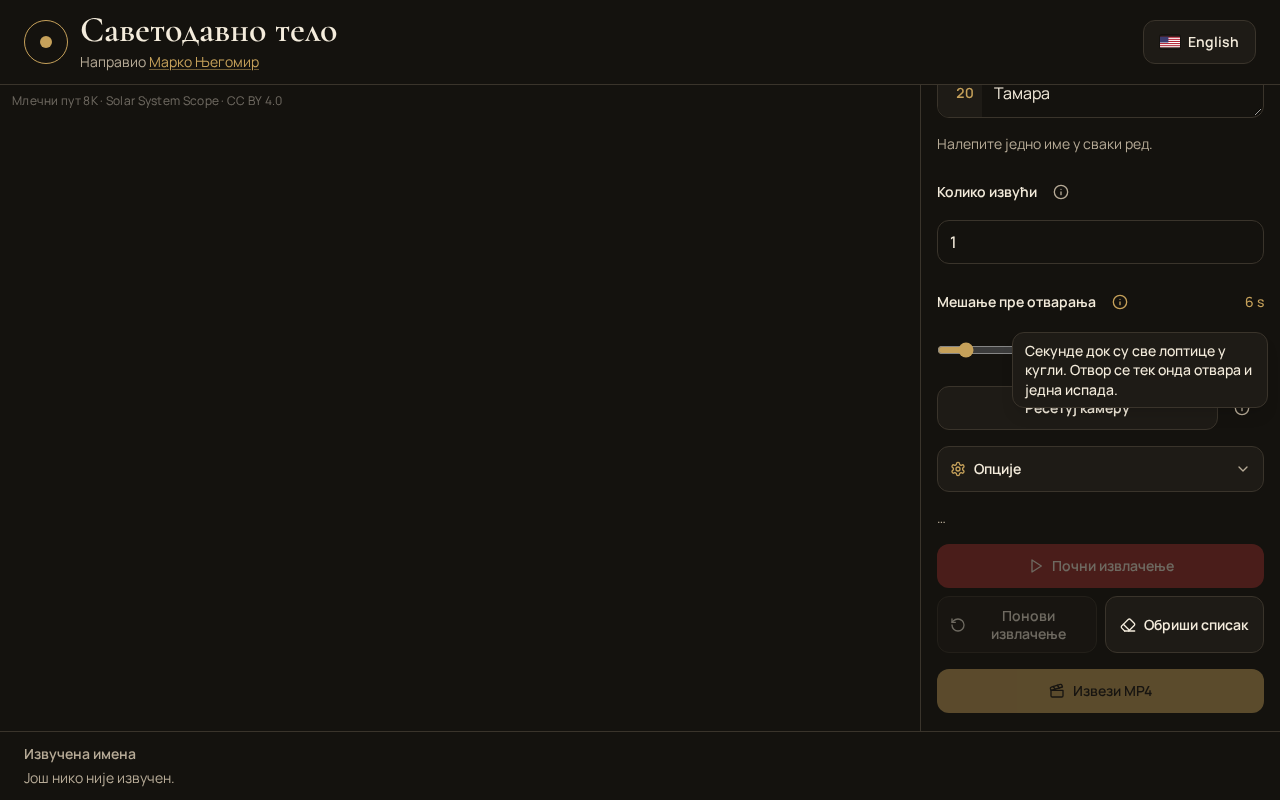 Саветодавно тело
Направио Марко Његомир
English
Млечни пут 8K · Solar System Scope · CC BY 4.0
20 Тамара
Налепите једно име у сваки ред.
Колико извући
1
Мешање пре отварања
6 s
Секунде док су све лоптице у
кугли. Отвор се тек онда отвара и
једна испада.
Ресетуј камеру
Опције
...
Почни извлачење
Понови
извлачење
Обриши списак
Извези MP4
Извучена имена
Још нико није извучен.